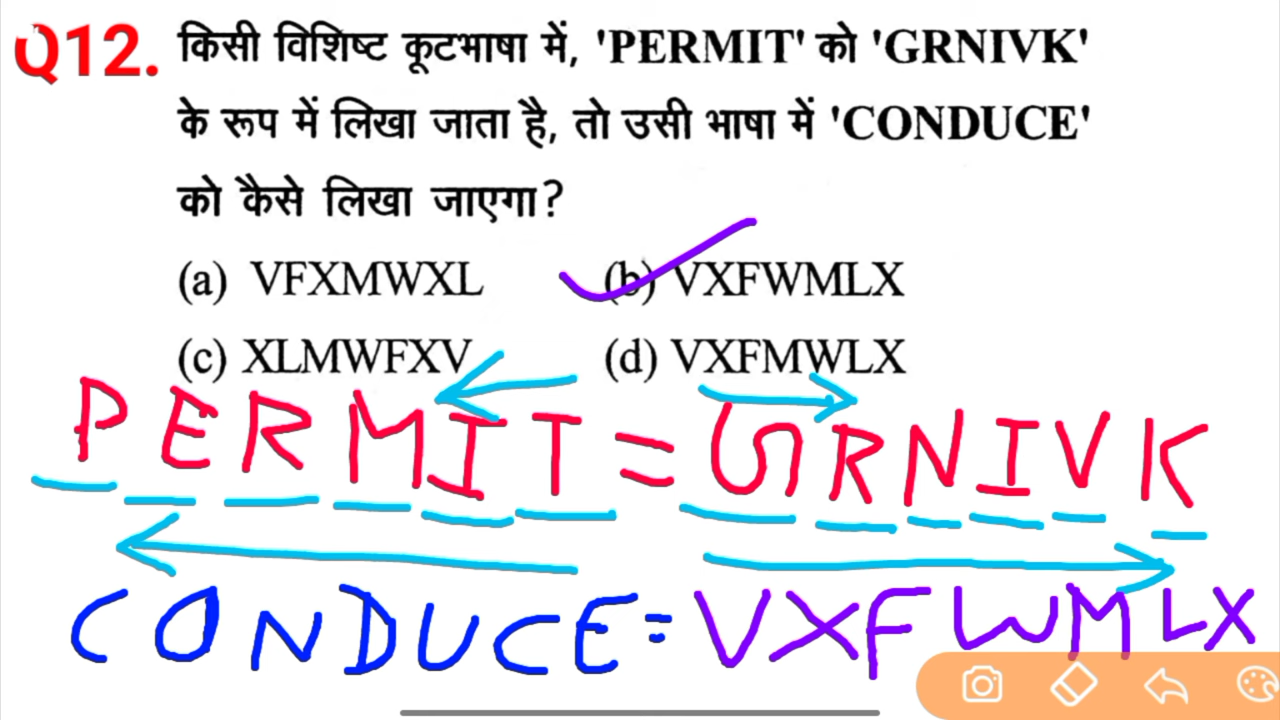 Q12. किसी विशिष्ट कूटभाषा में, 'PERMIT' को 'GRNIVK'
के रूप में लिखा जाता है, तो उसी भाषा में 'CONDUCE'
को कैसे लिखा जाएगा?
(a) VFXMWXL (b) VXFWMLX
(c) XLMWFXV (d) VXFMWLX
PERMIT = GRNIVK
CONDUCE = VXFWMLX